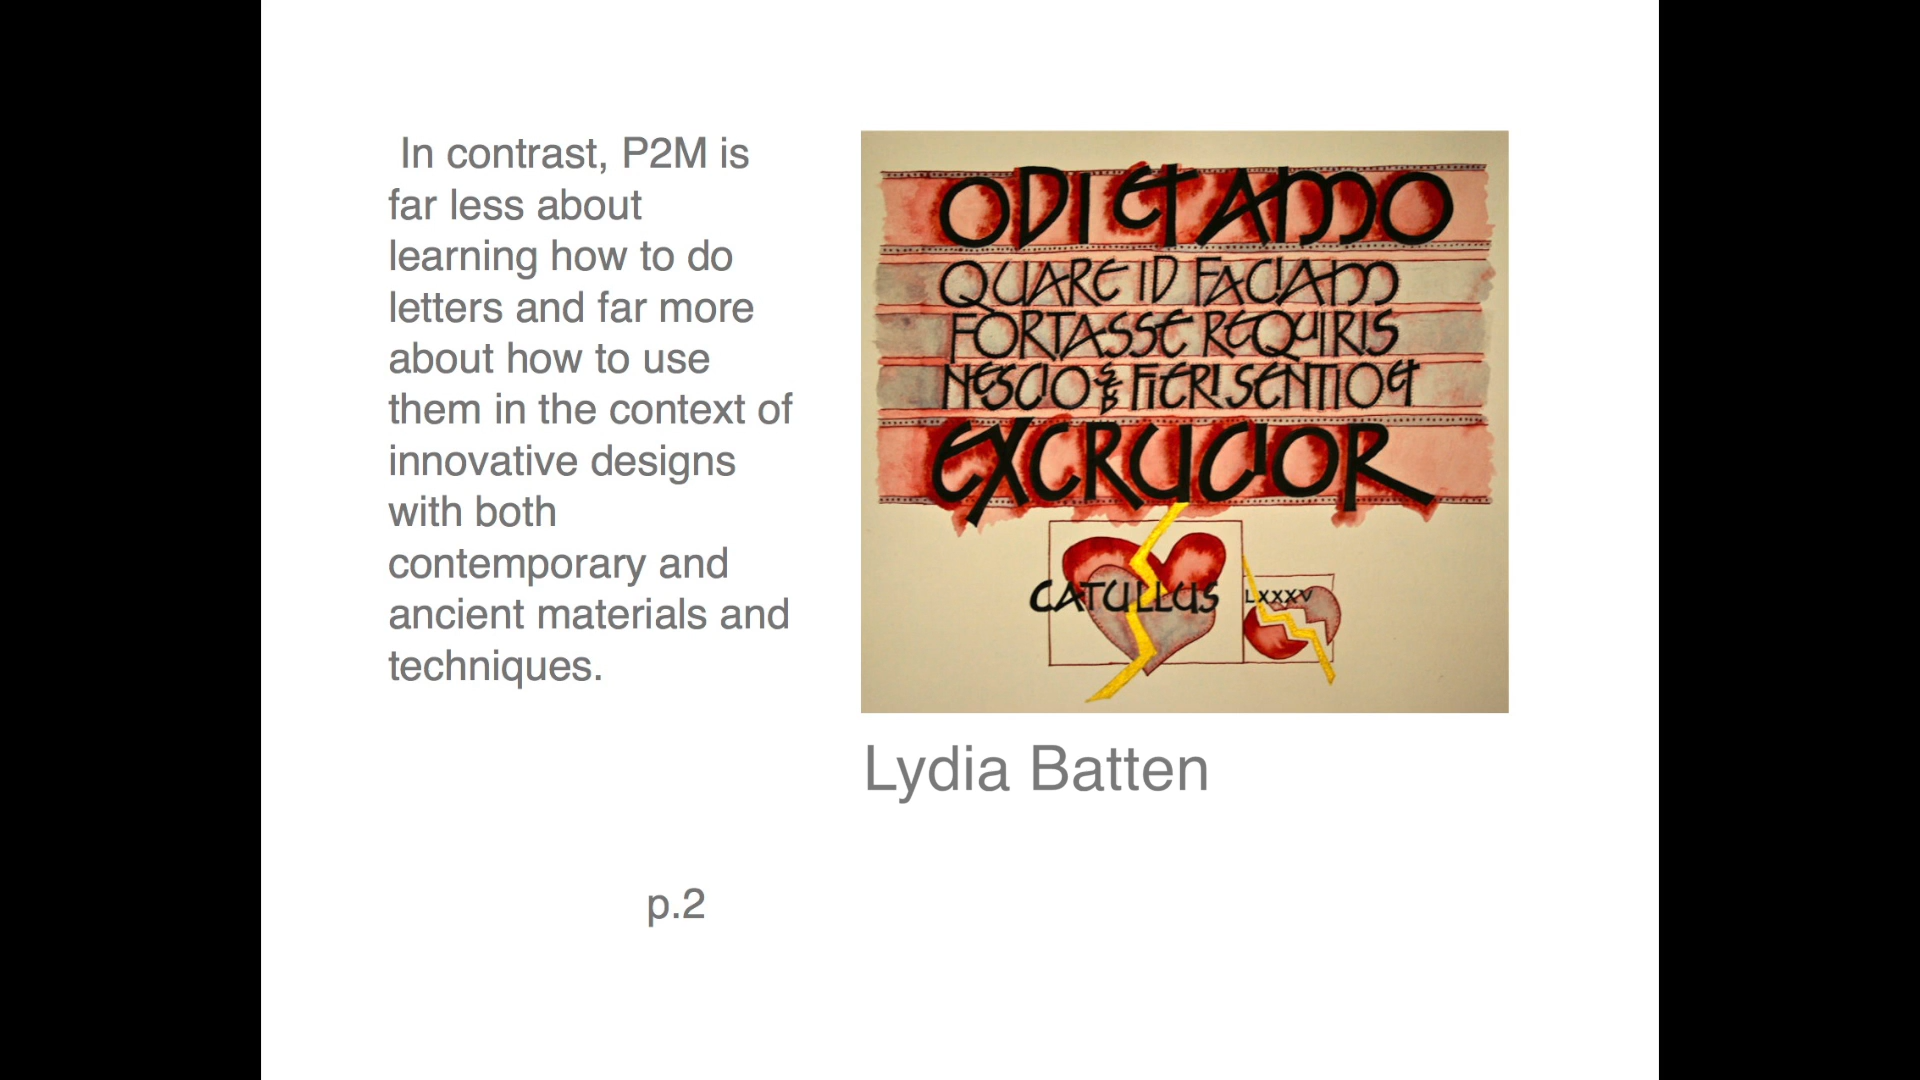 In contrast, P2M is
far less about
learning how to do
letters and far more
about how to use
them in the context of
innovative designs
with both
contemporary and
ancient materials and
techniques.
ODI et AMO
QUARE ID FACIAM
FORTASSE REQUIRIS
NESCIO SED FIERI SENTIO et
EXCRUCIOR
CATULLUS LXXXV
Lydia Batten
p.2